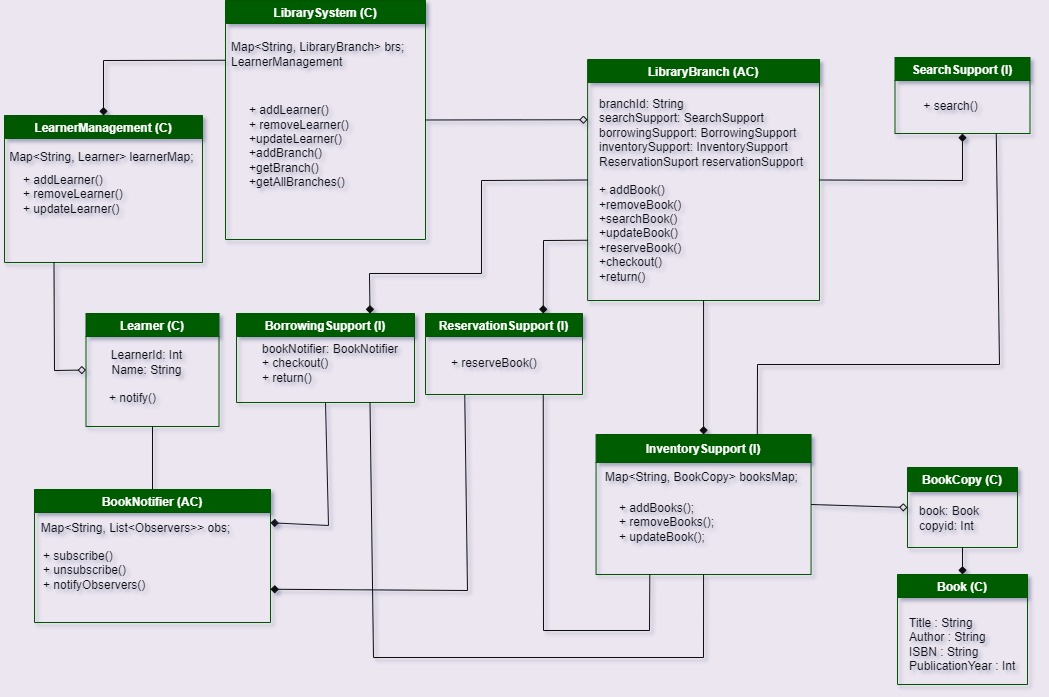 LibrarySystem (C)
Map<String, LibraryBranch> brs;
LearnerManagement
+ addLearner()
+ removeLearner()
+updateLearner()
+addBranch()
+getBranch()
+getAllBranches()
LibraryBranch (AC)
branchId: String
searchSupport: SearchSupport
borrowingSupport: BorrowingSupport
inventorySupport: InventorySupport
ReservationSuport reservationSupport
+ addBook()
+removeBook()
+searchBook()
+updateBook()
+reserveBook()
+checkout()
+return()
SearchSupport (I)
+ search()
LearnerManagement (C)
Map<String, Learner> learnerMap;
+ addLearner()
+ removeLearner()
+ updateLearner()
Learner (C)
LearnerId: Int
Name: String
+ notify()
BorrowingSupport (I)
bookNotifier: BookNotifier
+ checkout()
+ return()
ReservationSupport (I)
+ reserveBook()
InventorySupport (I)
Map<String, BookCopy> booksMap;
+ addBooks();
+ removeBooks();
+ updateBook();
BookCopy (C)
book: Book
copyid: Int
BookNotifier (AC)
Map<String, List<Observers>> obs;
+ subscribe()
+ unsubscribe()
+ notifyObservers()
Book (C)
Title : String
Author : String
ISBN : String
PublicationYear : Int